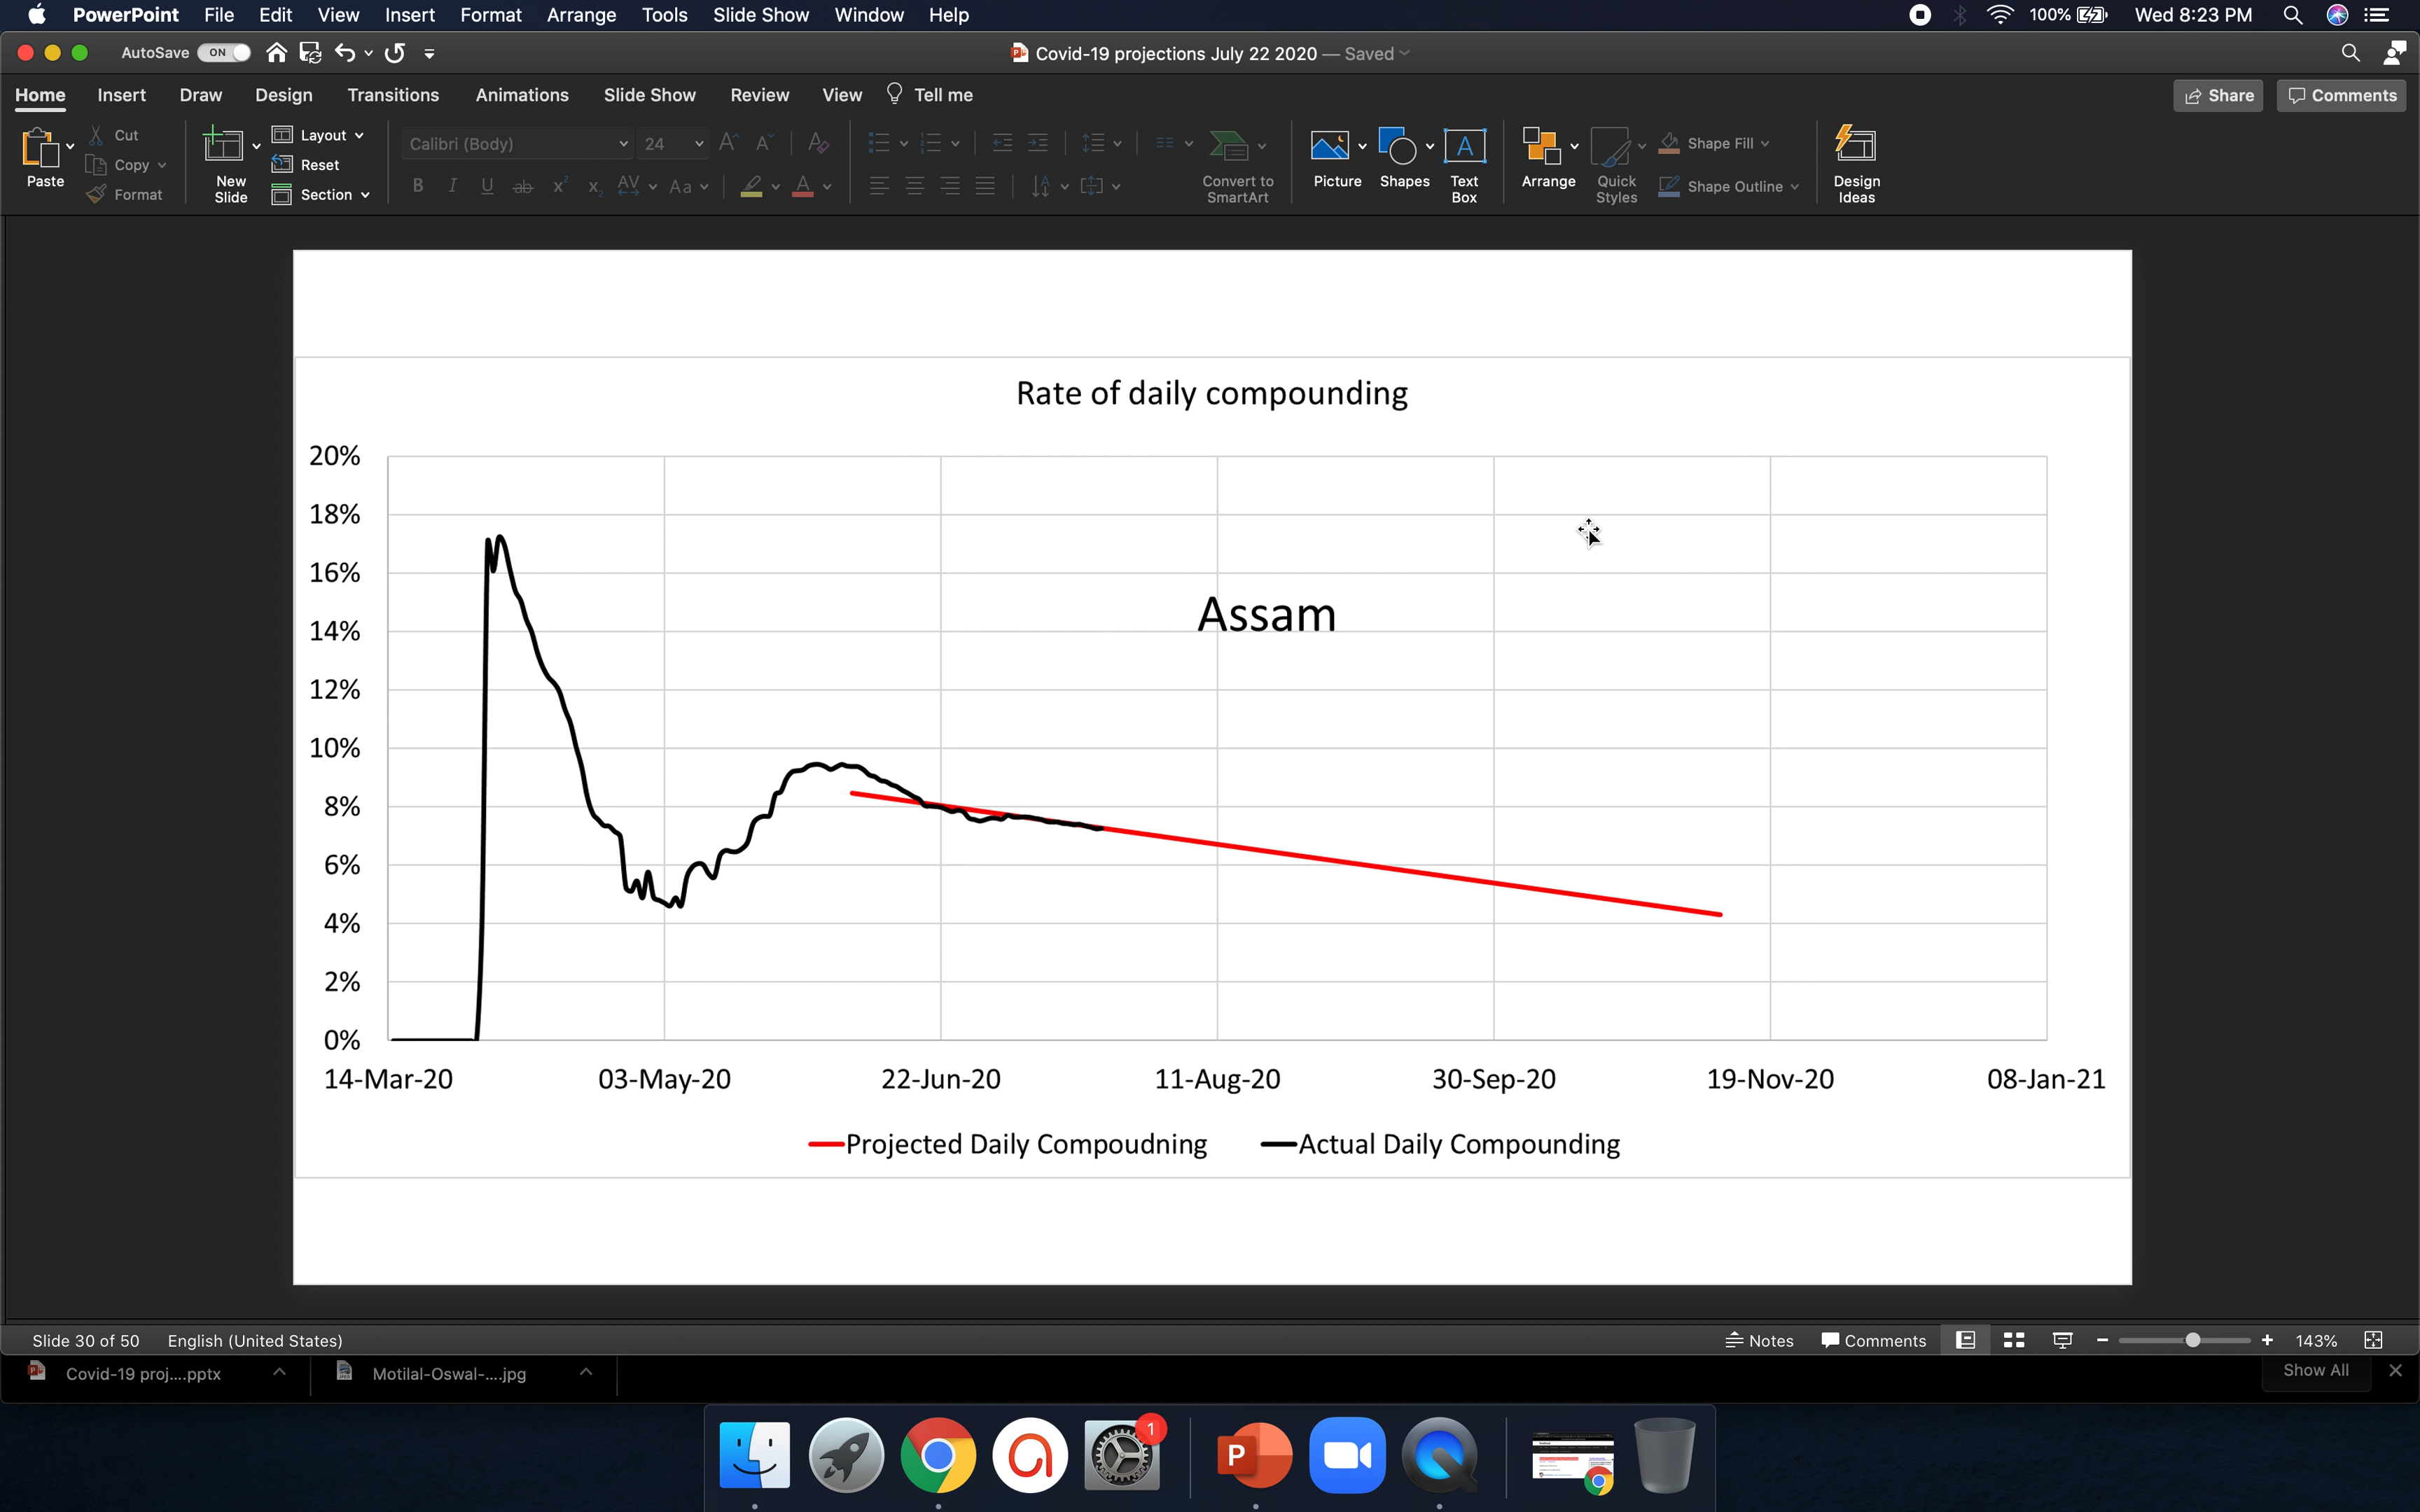 PowerPoint File Edit View Insert Format Arrange Tools Slide Show Window Help 100% Wed 8:23 PM
AutoSave ON Covid-19 projections July 22 2020 — Saved
Home Insert Draw Design Transitions Animations Slide Show Review View Tell me Share Comments
Paste Cut Copy Format
New Slide Layout Reset Section
Calibri (Body) 24
Convert to SmartArt
Picture Shapes Text Box
Arrange Quick Styles Shape Fill Shape Outline
Design Ideas
Rate of daily compounding
20%
18%
16%
Assam
14%
12%
10%
8%
6%
4%
2%
0%
14-Mar-20 03-May-20 22-Jun-20 11-Aug-20 30-Sep-20 19-Nov-20 08-Jan-21
Projected Daily Compoudning Actual Daily Compounding
Slide 30 of 50 English (United States) Notes Comments 143%
Covid-19 proj....pptx Motilal-Oswal-....jpg Show All
1
P